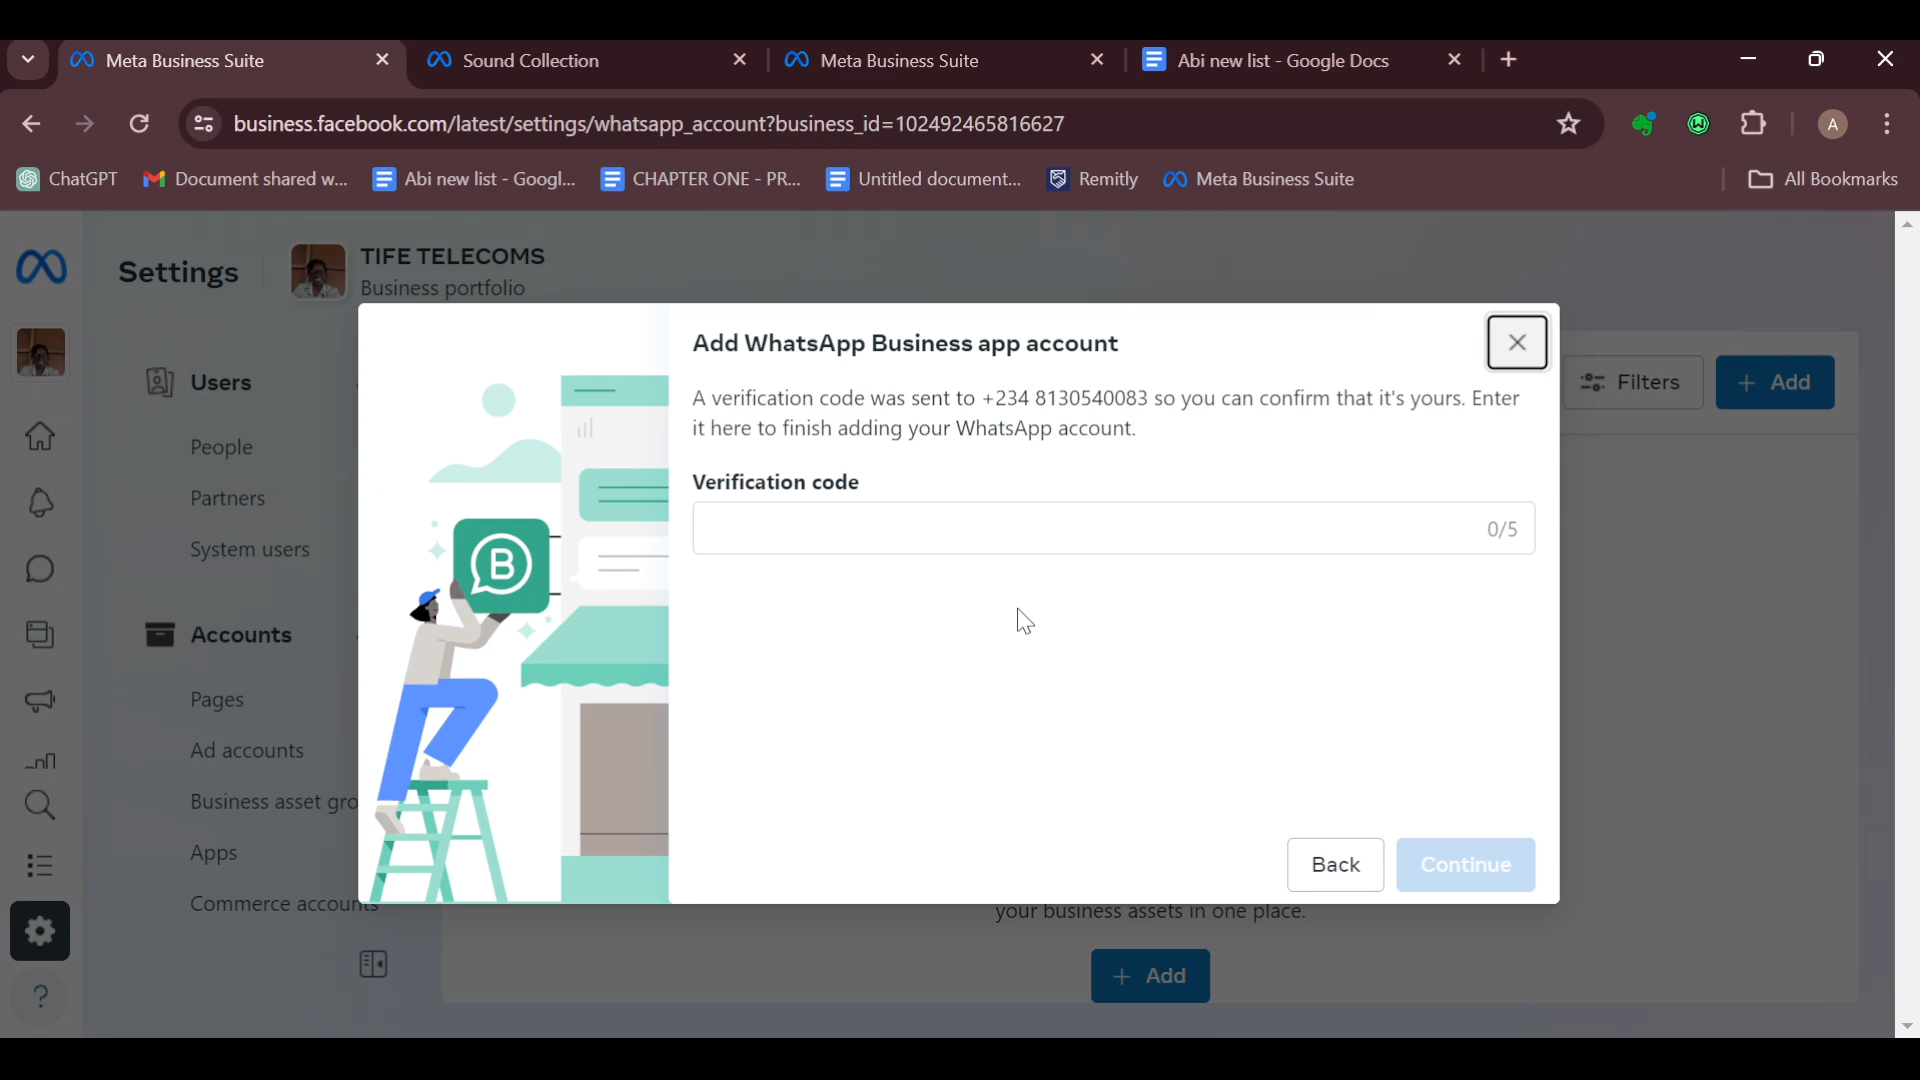 Meta Business Suite
Sound Collection
Meta Business Suite
Abi new list - Google Docs
business.facebook.com/latest/settings/whatsapp_account?business_id=102492465816627
A
ChatGPT
Document shared w...
Abi new list - Googl...
CHAPTER ONE - PR...
Untitled document...
Remitly
Meta Business Suite
All Bookmarks
Settings
TIFE TELECOMS
Business portfolio
Users
People
Partners
System users
Accounts
Pages
Ad accounts
Business asset gro
Apps
Commerce accounts
Filters
+ Add
Add WhatsApp Business app account
A verification code was sent to +234 8130540083 so you can confirm that it's yours. Enter
it here to finish adding your WhatsApp account.
Verification code
0/5
B
Back
Continue
your business assets in one place.
+ Add
?